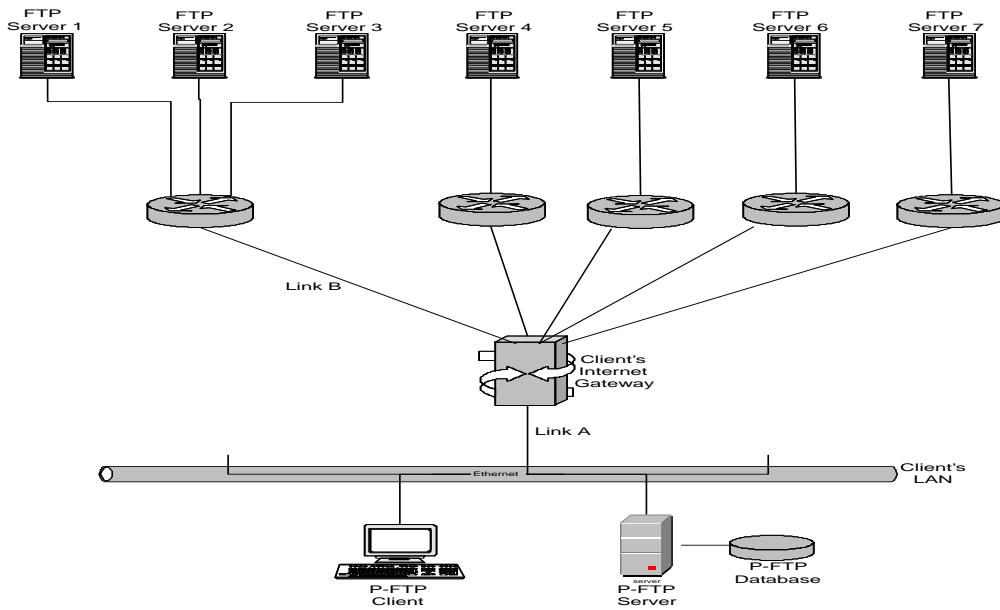 FTP
Server 1
FTP
Server 2
FTP
Server 3
FTP
Server 4
FTP
Server 5
FTP
Server 6
FTP
Server 7
Link B
Client's
Internet
Gateway
Link A
Ethernet
Client's
LAN
P-FTP
Client
server
P-FTP
Server
P-FTP
Database